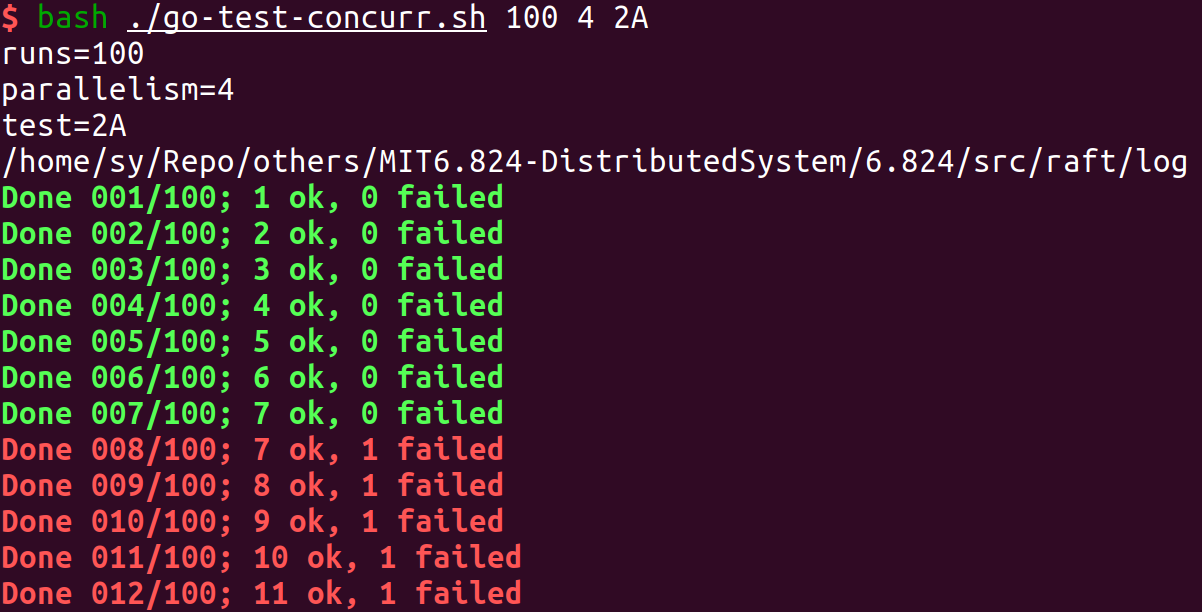 $ bash ./go-test-concurr.sh 100 4 2A
runs=100
parallelism=4
test=2A
/home/sy/Repo/others/MIT6.824-DistributedSystem/6.824/src/raft/log
Done 001/100; 1 ok, 0 failed
Done 002/100; 2 ok, 0 failed
Done 003/100; 3 ok, 0 failed
Done 004/100; 4 ok, 0 failed
Done 005/100; 5 ok, 0 failed
Done 006/100; 6 ok, 0 failed
Done 007/100; 7 ok, 0 failed
Done 008/100; 7 ok, 1 failed
Done 009/100; 8 ok, 1 failed
Done 010/100; 9 ok, 1 failed
Done 011/100; 10 ok, 1 failed
Done 012/100; 11 ok, 1 failed